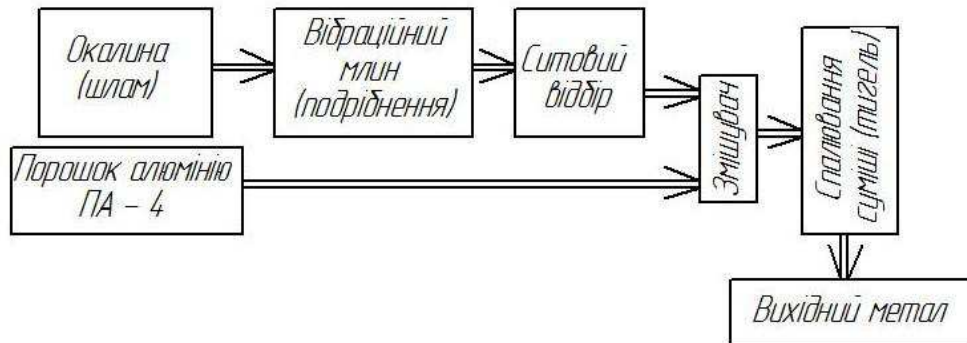 Окалина
(шлам)
Вібраційний
млин
(подрібнення)
Ситовий
відбір
Змішувач
Спалювання
суміші (тигель)
Порошок алюмінію
ПА – 4
Вихідний метал